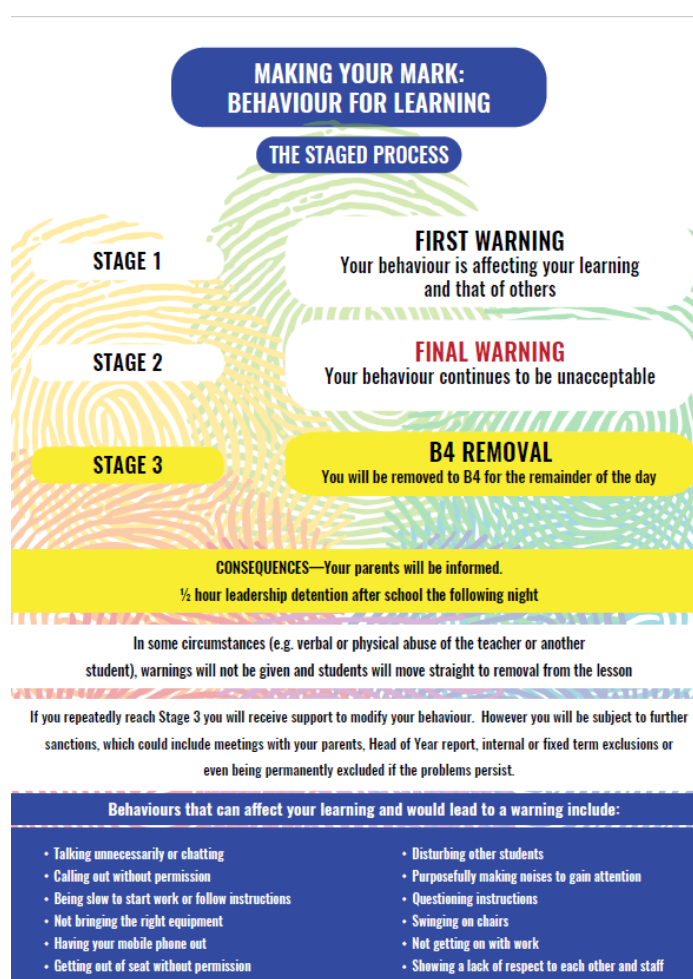 MAKING YOUR MARK:
BEHAVIOUR FOR LEARNING
THE STAGED PROCESS
STAGE 1
FIRST WARNING
Your behaviour is affecting your learning
and that of others
STAGE 2
FINAL WARNING
Your behaviour continues to be unacceptable
STAGE 3
B4 REMOVAL
You will be removed to B4 for the remainder of the day
CONSEQUENCES—Your parents will be informed.
½ hour leadership detention after school the following night
In some circumstances (e.g. verbal or physical abuse of the teacher or another
student), warnings will not be given and students will move straight to removal from the lesson
If you repeatedly reach Stage 3 you will receive support to modify your behaviour. However you will be subject to further
sanctions, which could include meetings with your parents, Head of Year report, internal or fixed term exclusions or
even being permanently excluded if the problems persist.
Behaviours that can affect your learning and would lead to a warning include:
• Talking unnecessarily or chatting
• Calling out without permission
• Being slow to start work or follow instructions
• Not bringing the right equipment
• Having your mobile phone out
• Getting out of seat without permission
• Disturbing other students
• Purposefully making noises to gain attention
• Questioning instructions
• Swinging on chairs
• Not getting on with work
• Showing a lack of respect to each other and staff